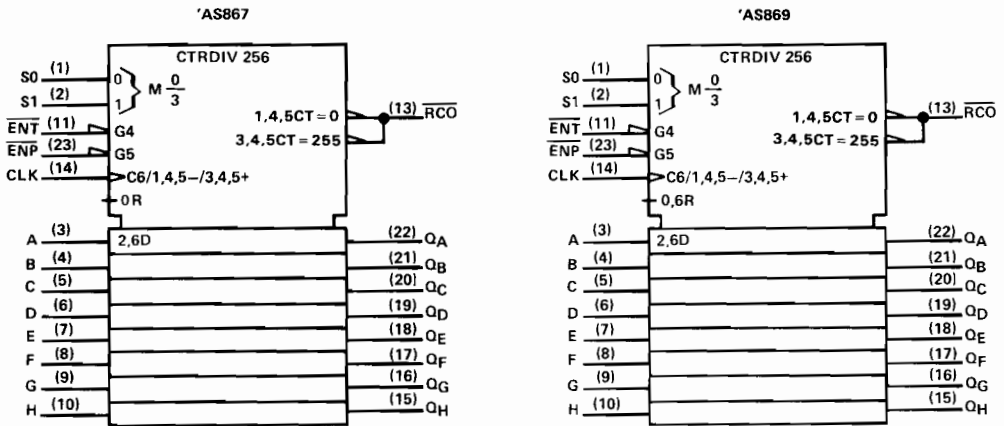 'AS867
CTRDIV 256
S0 (1) 0
M 0/3
S1 (2) 1
1,4,5CT=0 (13) RCO
ENT (11) G4
3,4,5CT=255
ENP (23) G5
CLK (14) C6/1,4,5−/3,4,5+
0R
A (3) 2,6D (22) QA
B (4) (21) QB
C (5) (20) QC
D (6) (19) QD
E (7) (18) QE
F (8) (17) QF
G (9) (16) QG
H (10) (15) QH
'AS869
CTRDIV 256
S0 (1) 0
M 0/3
S1 (2) 1
1,4,5CT=0 (13) RCO
ENT (11) G4
3,4,5CT=255
ENP (23) G5
CLK (14) C6/1,4,5−/3,4,5+
0,6R
A (3) 2,6D (22) QA
B (4) (21) QB
C (5) (20) QC
D (6) (19) QD
E (7) (18) QE
F (8) (17) QF
G (9) (16) QG
H (10) (15) QH